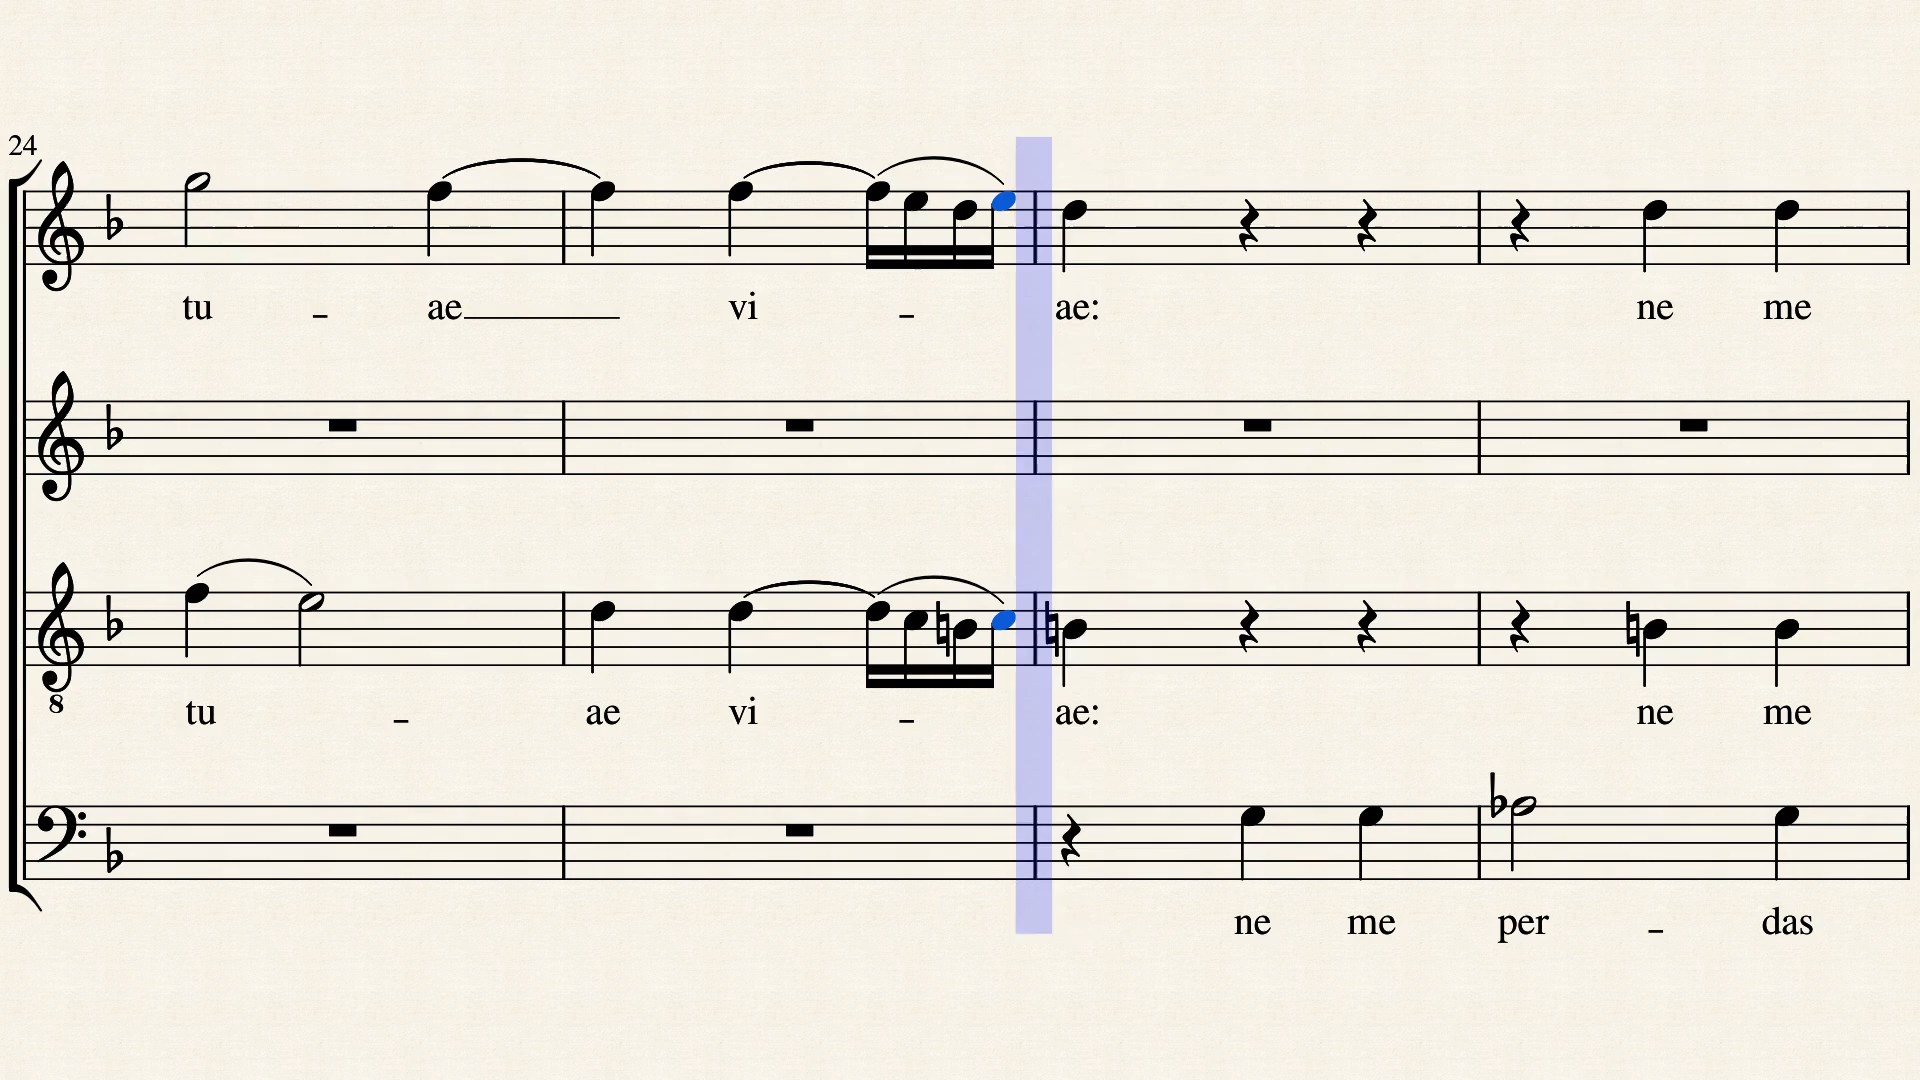 24
tu - ae vi - ae: ne me
8
tu - ae vi - ae: ne me
ne me per - das